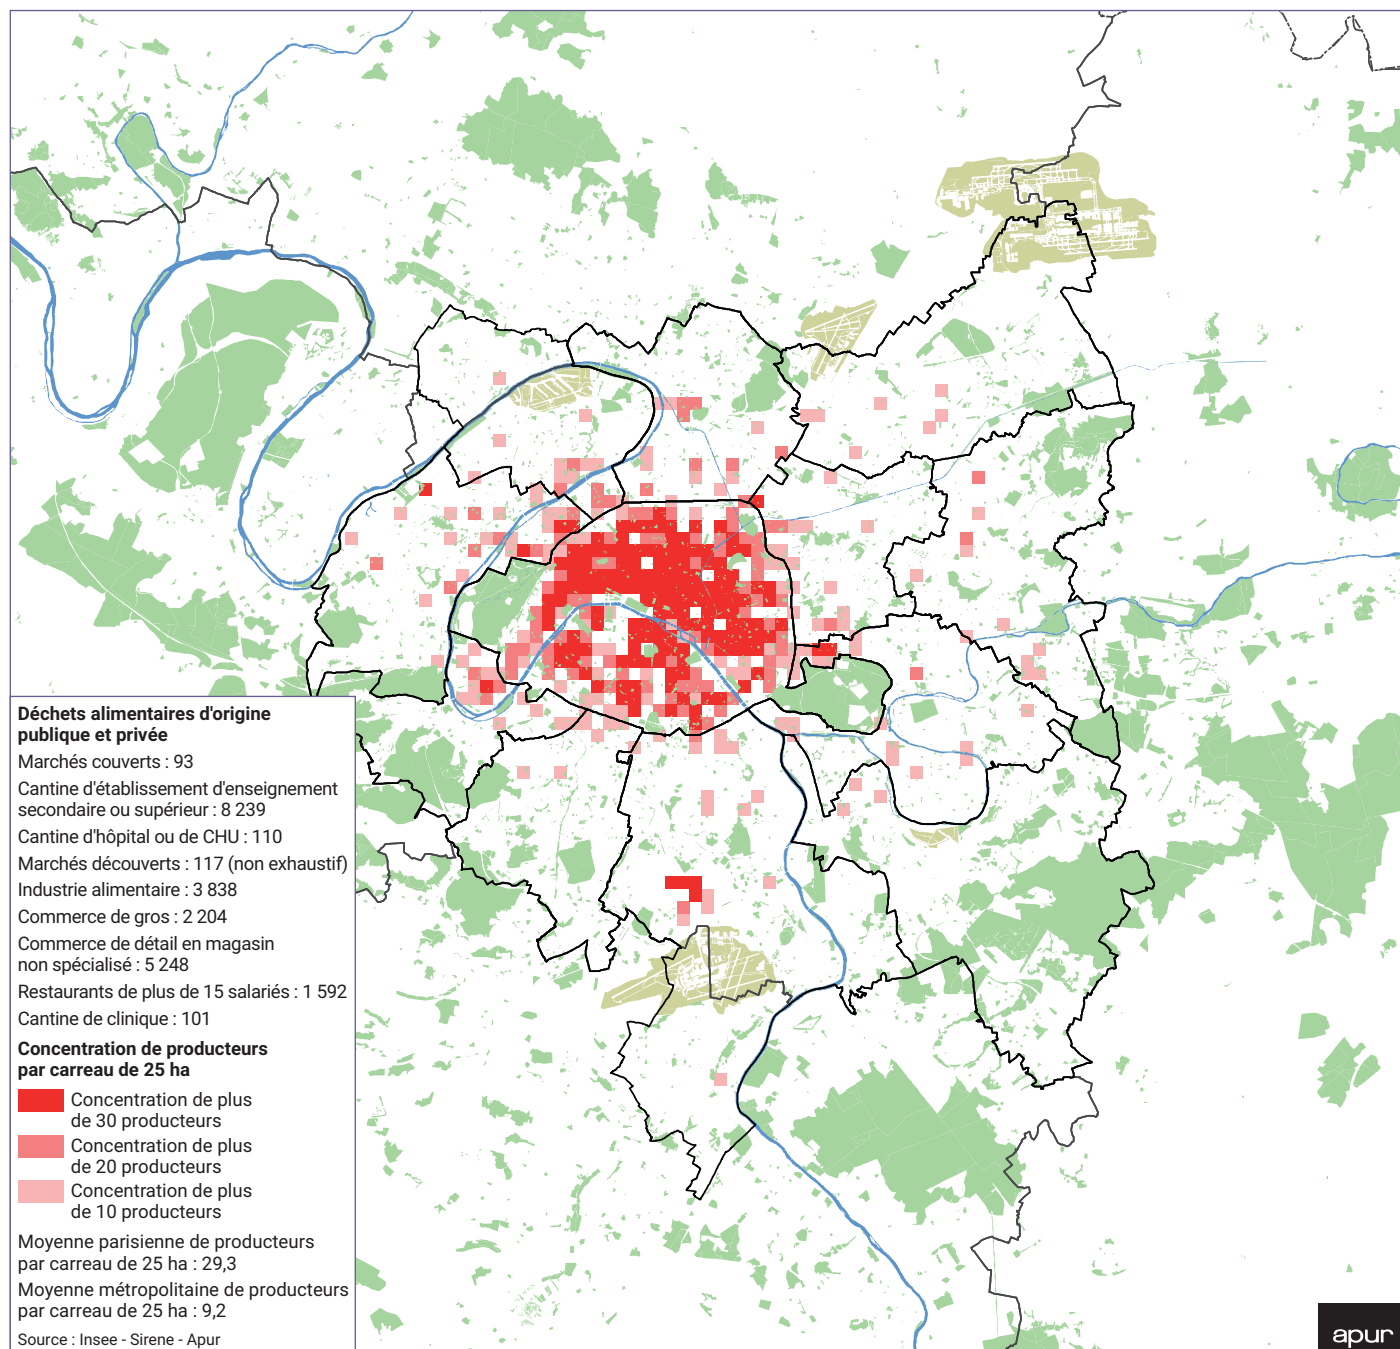 Déchets alimentaires d'origine
publique et privée
Marchés couverts : 93
Cantine d'établissement d'enseignement
secondaire ou supérieur : 8 239
Cantine d'hôpital ou de CHU : 110
Marchés découverts : 117 (non exhaustif)
Industrie alimentaire : 3 838
Commerce de gros : 2 204
Commerce de détail en magasin
non spécialisé : 5 248
Restaurants de plus de 15 salariés : 1 592
Cantine de clinique : 101
Concentration de producteurs
par carreau de 25 ha
Concentration de plus
de 30 producteurs
Concentration de plus
de 20 producteurs
Concentration de plus
de 10 producteurs
Moyenne parisienne de producteurs
par carreau de 25 ha : 29,3
Moyenne métropolitaine de producteurs
par carreau de 25 ha : 9,2
Source : Insee - Sirene - Apur
apur